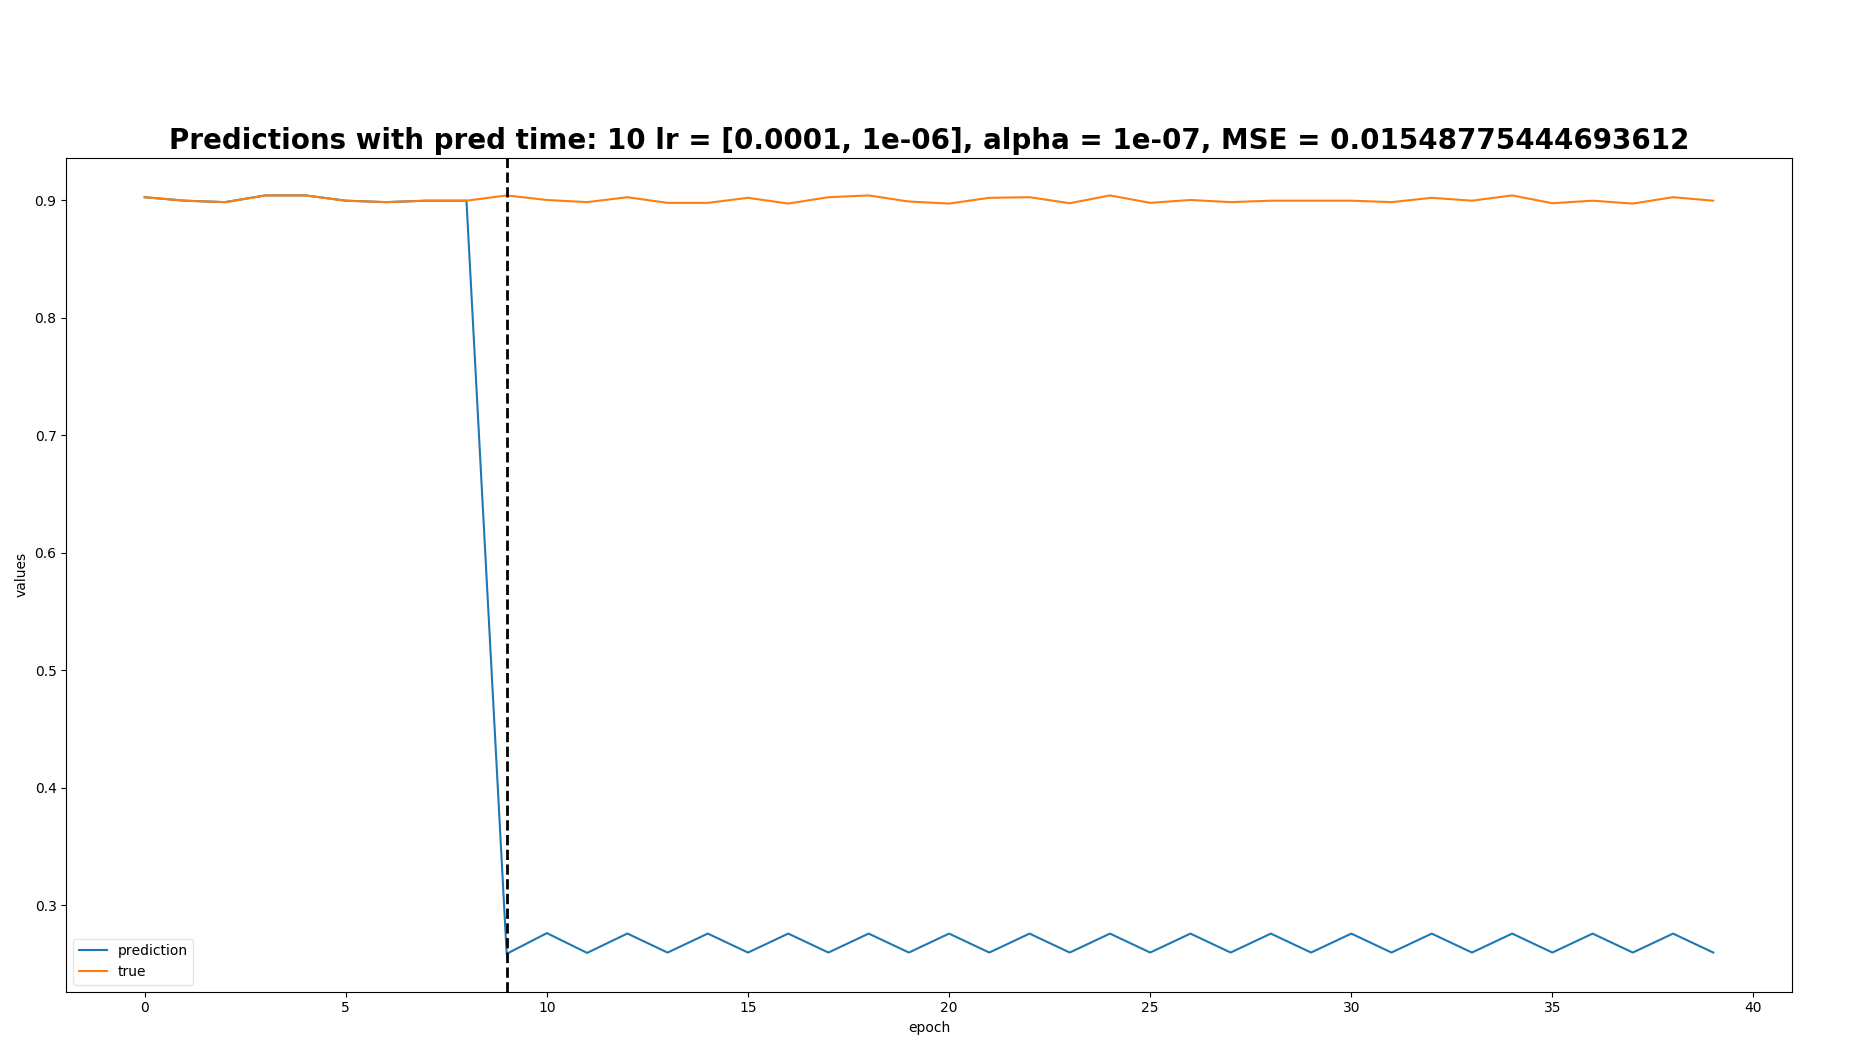 Predictions with pred time: 10 lr = [0.0001, 1e-06], alpha = 1e-07, MSE = 0.01548775444693612
0.9
0.8
0.7
0.6
0.5
0.4
0.3
values
prediction
true
0 5 10 15 20 25 30 35 40
epoch